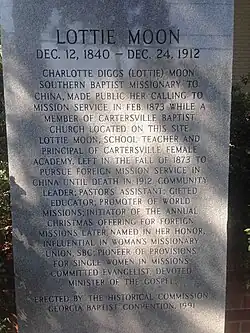 LOTTIE MOON
DEC. 12, 1840 — DEC. 24, 1912
CHARLOTTE DIGGS (LOTTIE) MOON
SOUTHERN BAPTIST MISSIONARY TO
CHINA, MADE PUBLIC HER CALLING TO
MISSION SERVICE IN FEB. 1873 WHILE A
MEMBER OF CARTERSVILLE BAPTIST
CHURCH LOCATED ON THIS SITE.
LOTTIE MOON, SCHOOL TEACHER AND
PRINCIPAL OF CARTERSVILLE FEMALE
ACADEMY, LEFT IN THE FALL OF 1873 TO
PURSUE FOREIGN MISSION SERVICE IN
CHINA UNTIL DEATH IN 1912. COMMUNITY
LEADER; PASTORS ASSISTANT; GIFTED
EDUCATOR; PROMOTER OF WORLD
MISSIONS; INITIATOR OF THE ANNUAL
CHRISTMAS OFFERING FOR FOREIGN
MISSIONS LATER NAMED IN HER HONOR;
INFLUENTIAL IN WOMAN'S MISSIONARY
UNION, SBC; PIONEER OF PROVISIONS
FOR SINGLE WOMEN IN MISSIONS;
COMMITTED EVANGELIST; DEVOTED
MINISTER OF THE GOSPEL.
ERECTED BY THE HISTORICAL COMMISSION
GEORGIA BAPTIST CONVENTION, 1991